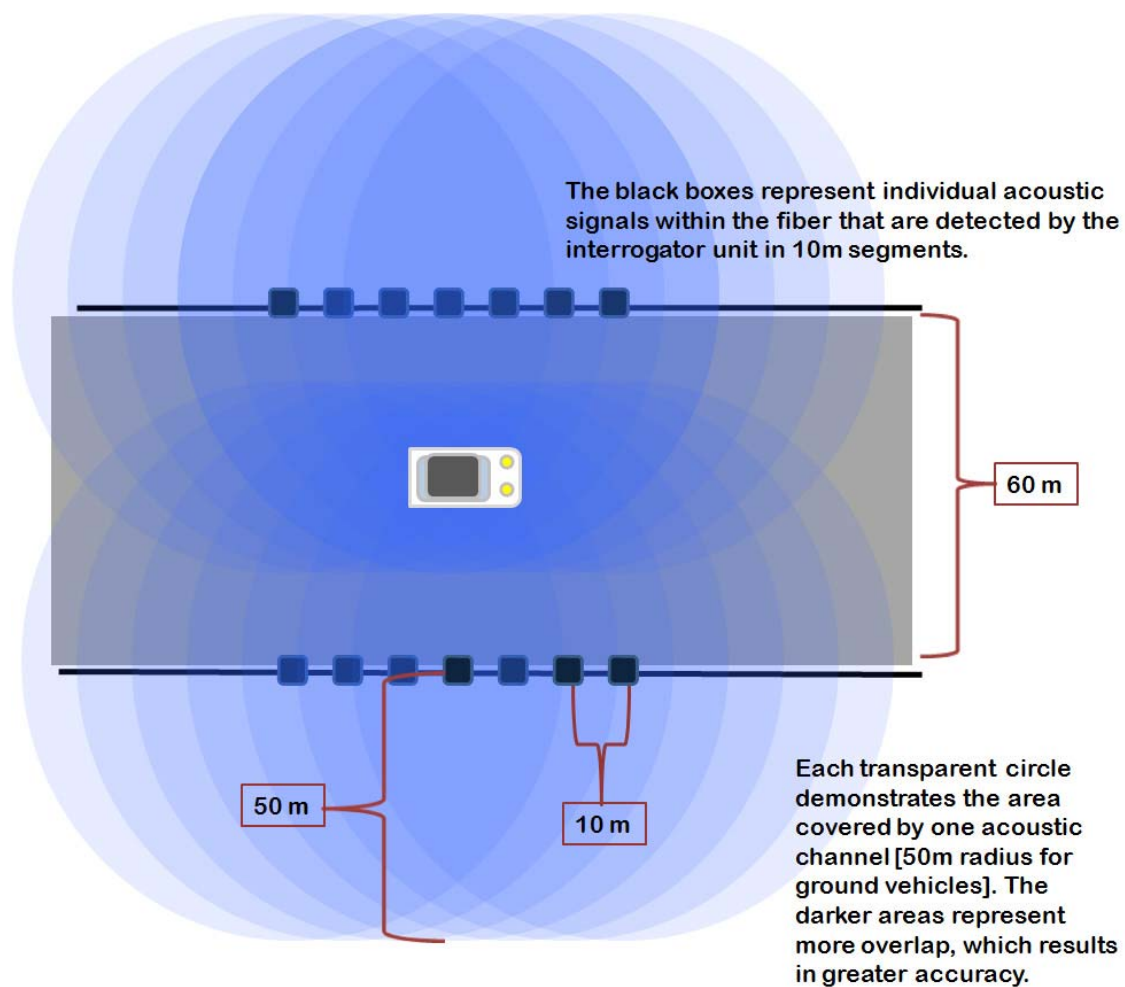 The black boxes represent individual acoustic
signals within the fiber that are detected by the
interrogator unit in 10m segments.
60 m
50 m
10 m
Each transparent circle
demonstrates the area
covered by one acoustic
channel [50m radius for
ground vehicles]. The
darker areas represent
more overlap, which results
in greater accuracy.